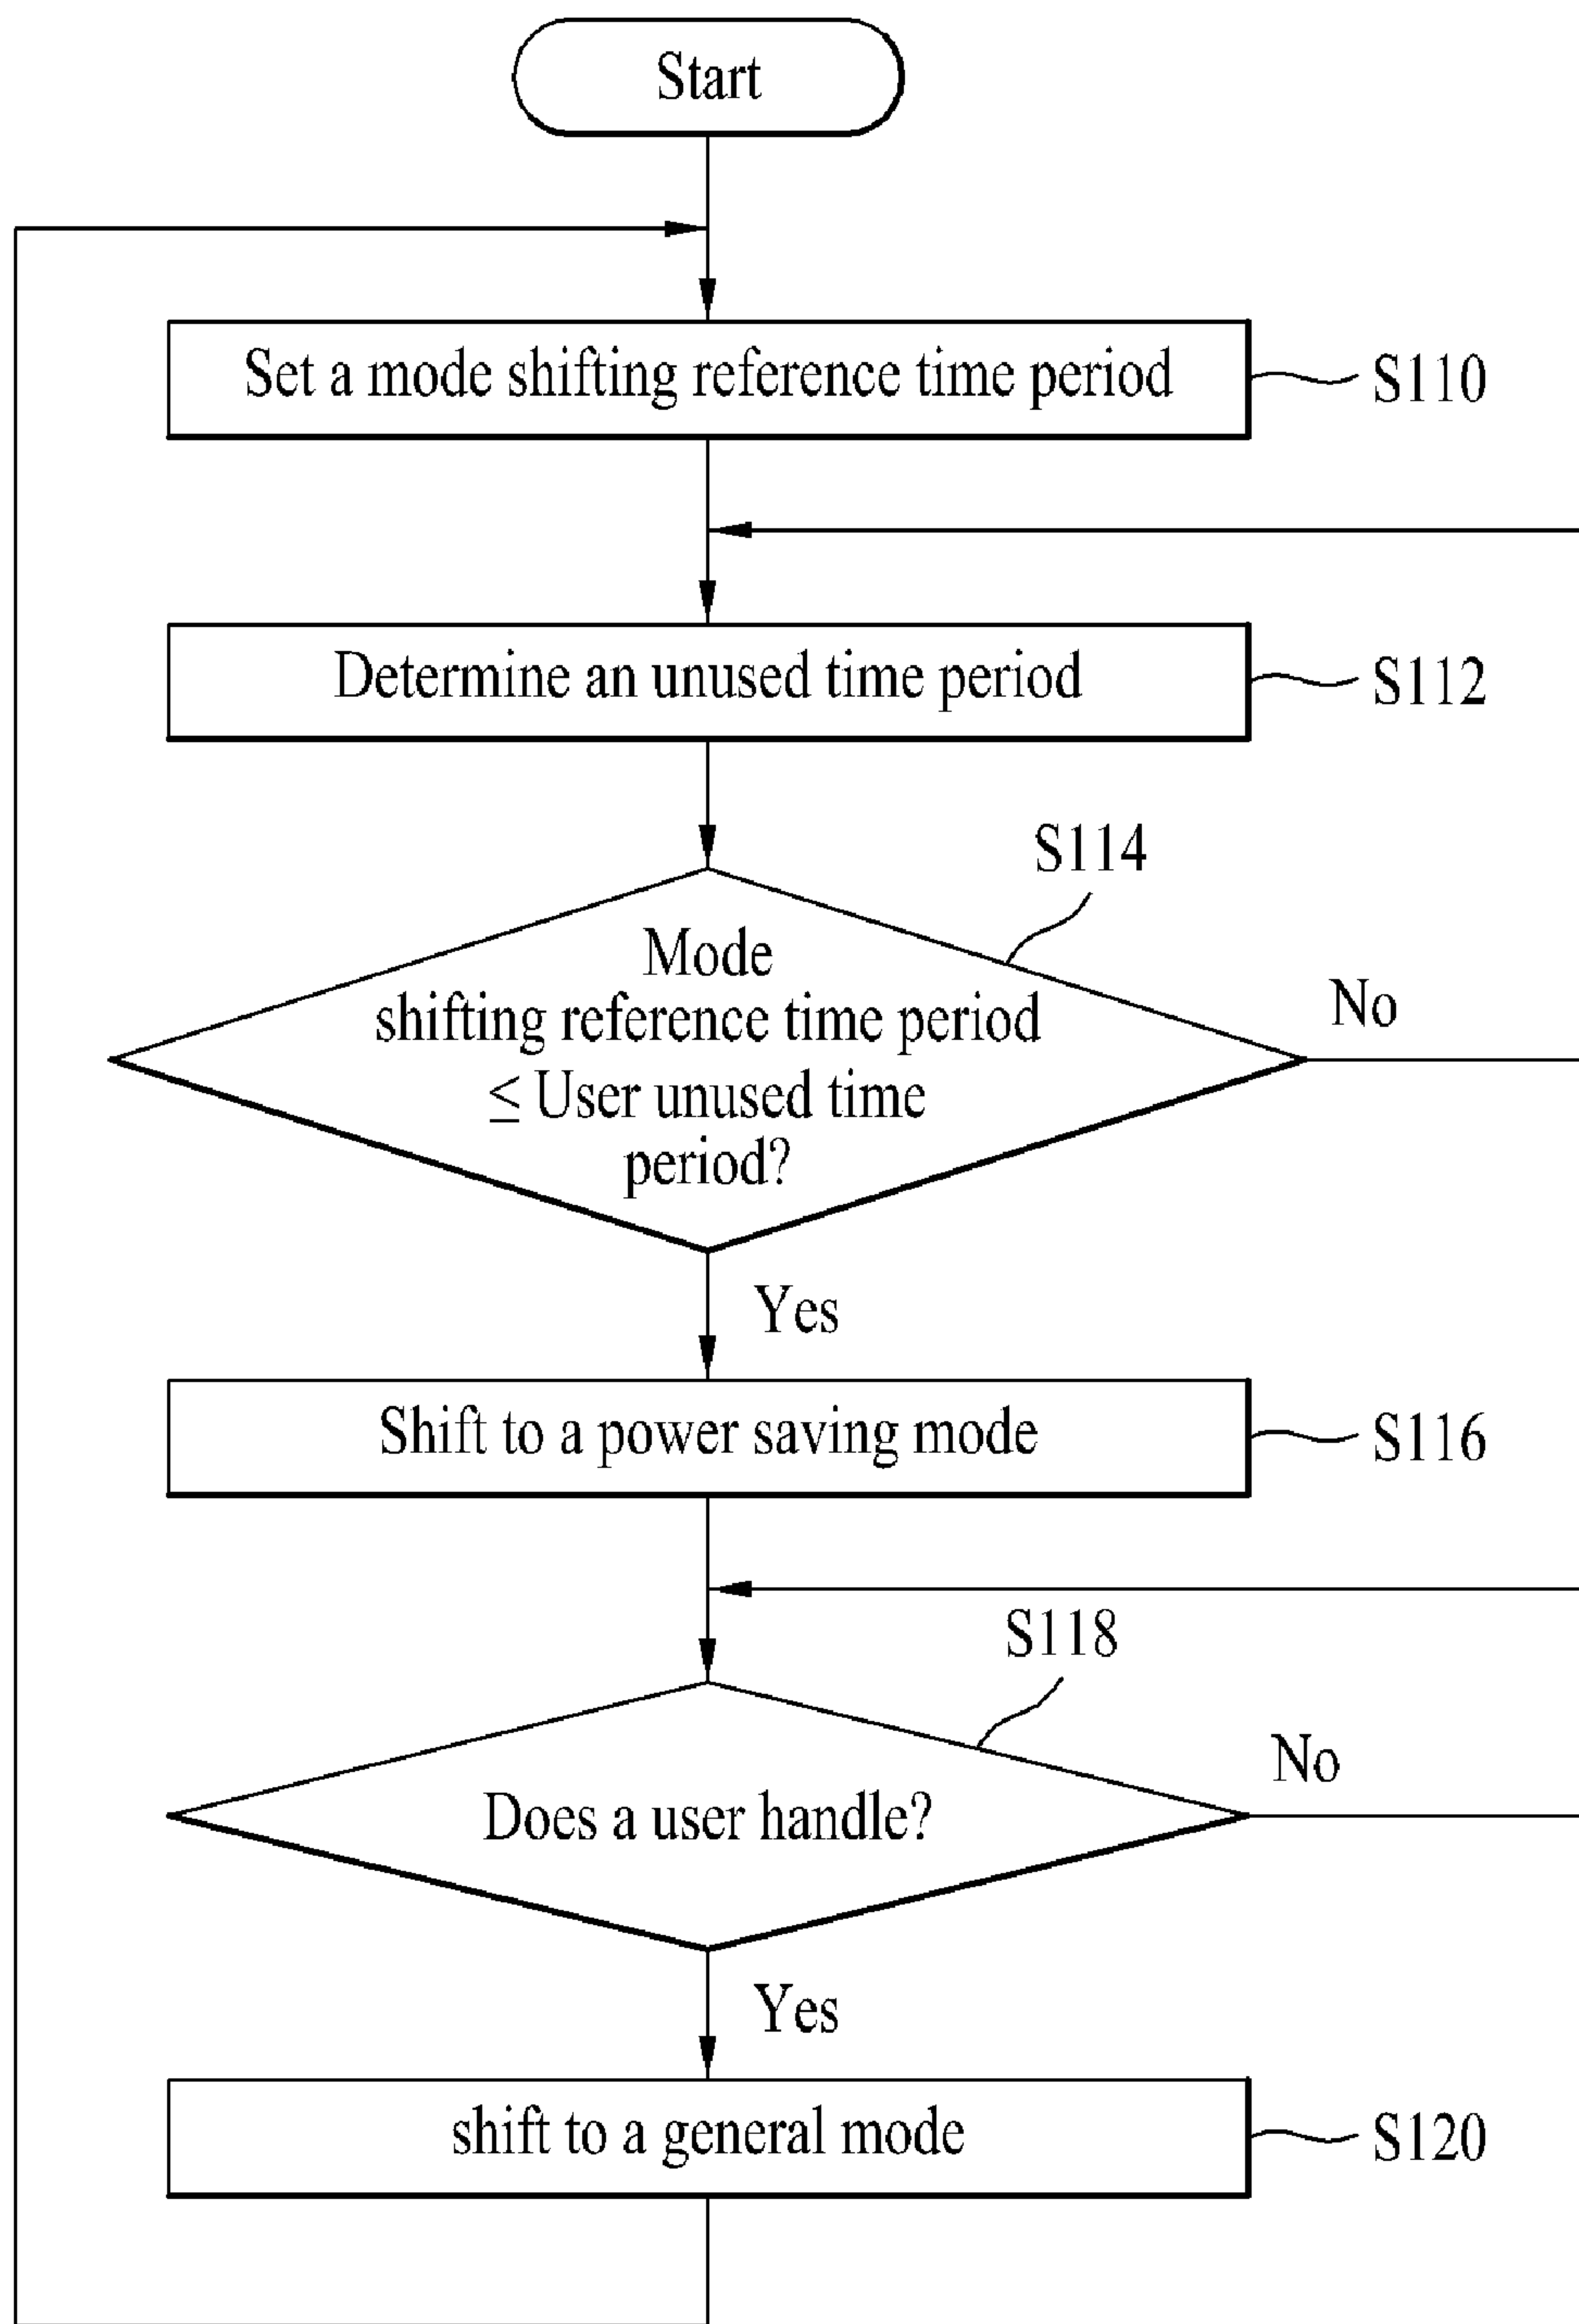 Start
Set a mode shifting reference time period
S110
Determine an unused time period
S112
S114
Mode
shifting reference time period
≤ User unused time
period?
No
Yes
Shift to a power saving mode
S116
S118
Does a user handle?
No
Yes
shift to a general mode
S120